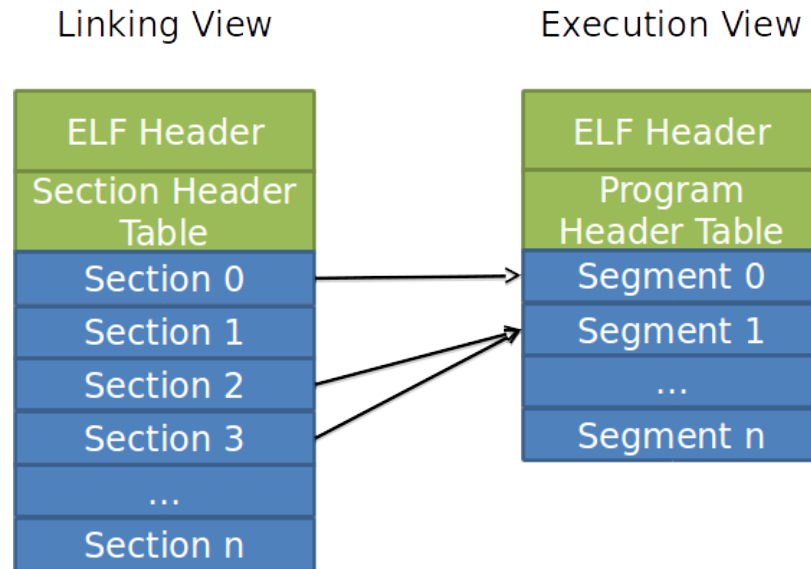 Linking View
Execution View
ELF Header
Section Header
Table
Section 0
Section 1
Section 2
Section 3
...
Section n
ELF Header
Program
Header Table
Segment 0
Segment 1
...
Segment n